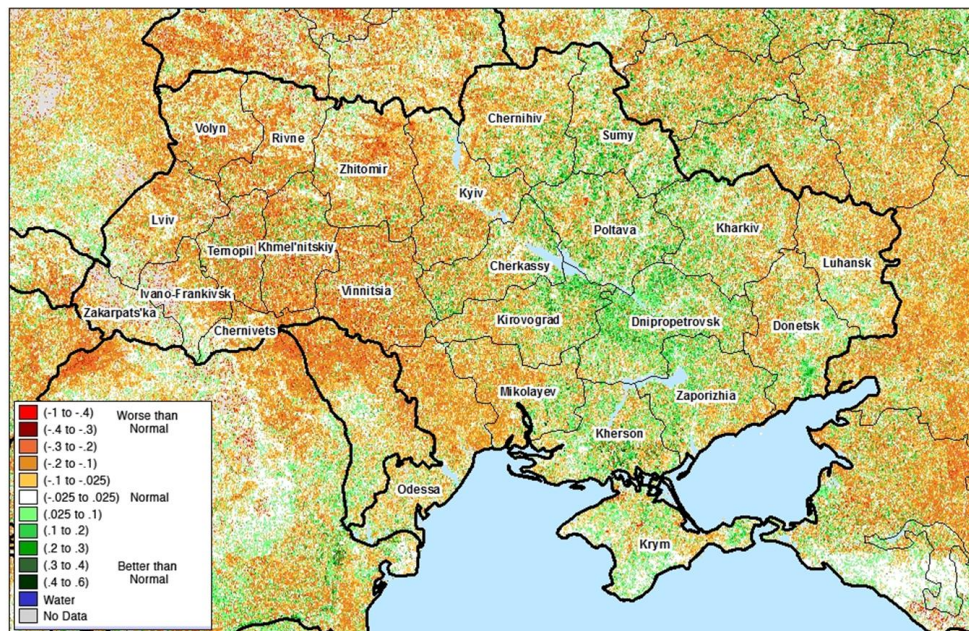 Volyn
Rivne
Chernihiv
Sumy
Zhitomir
Kyiv
Lviv
Ternopil
Khmel'nitskiy
Poltava
Kharkiv
Cherkassy
Luhansk
Ivano-Frankivsk
Vinnitsia
Zakarpats'ka
Chernivets
Kirovograd
Dnipropetrovsk
Donetsk
Mikolayev
Zaporizhia
Kherson
Odessa
Krym
(-1 to -.4) Worse than
(-.4 to -.3) Normal
(-.3 to -.2)
(-.2 to -.1)
(-.1 to -.025)
(-.025 to .025) Normal
(.025 to .1)
(.1 to .2)
(.2 to .3)
(.3 to .4) Better than
(.4 to .6) Normal
Water
No Data